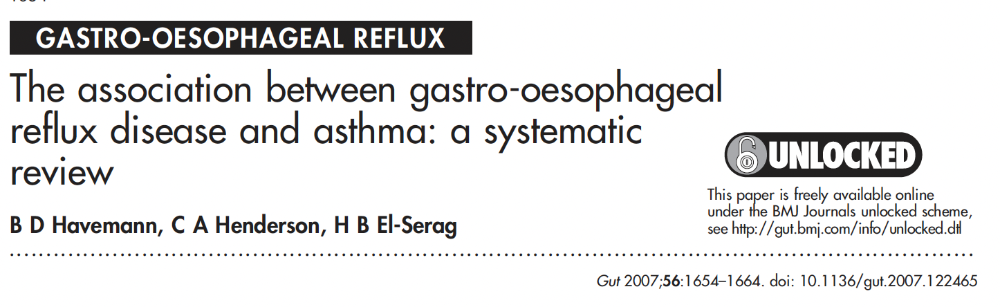 GASTRO-OESOPHAGEAL REFLUX
The association between gastro-oesophageal
reflux disease and asthma: a systematic
review
UNLOCKED
This paper is freely available online
under the BMJ Journals unlocked scheme,
see http://gut.bmj.com/info/unlocked.dtl
B D Havemann, C A Henderson, H B El-Serag
Gut 2007;56:1654–1664. doi: 10.1136/gut.2007.122465